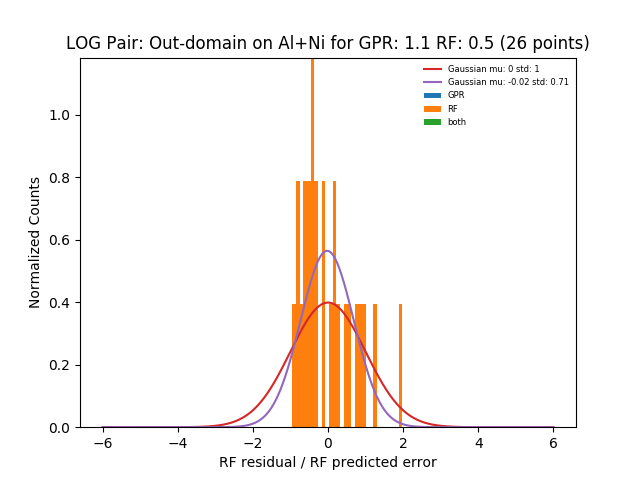 LOG Pair: Out-domain on Al+Ni for GPR: 1.1 RF: 0.5 (26 points)
Gaussian mu: 0 std: 1
Gaussian mu: -0.02 std: 0.71
GPR
RF
both
Normalized Counts
1.0
0.8
0.6
0.4
0.2
0.0
−6 −4 −2 0 2 4 6
RF residual / RF predicted error